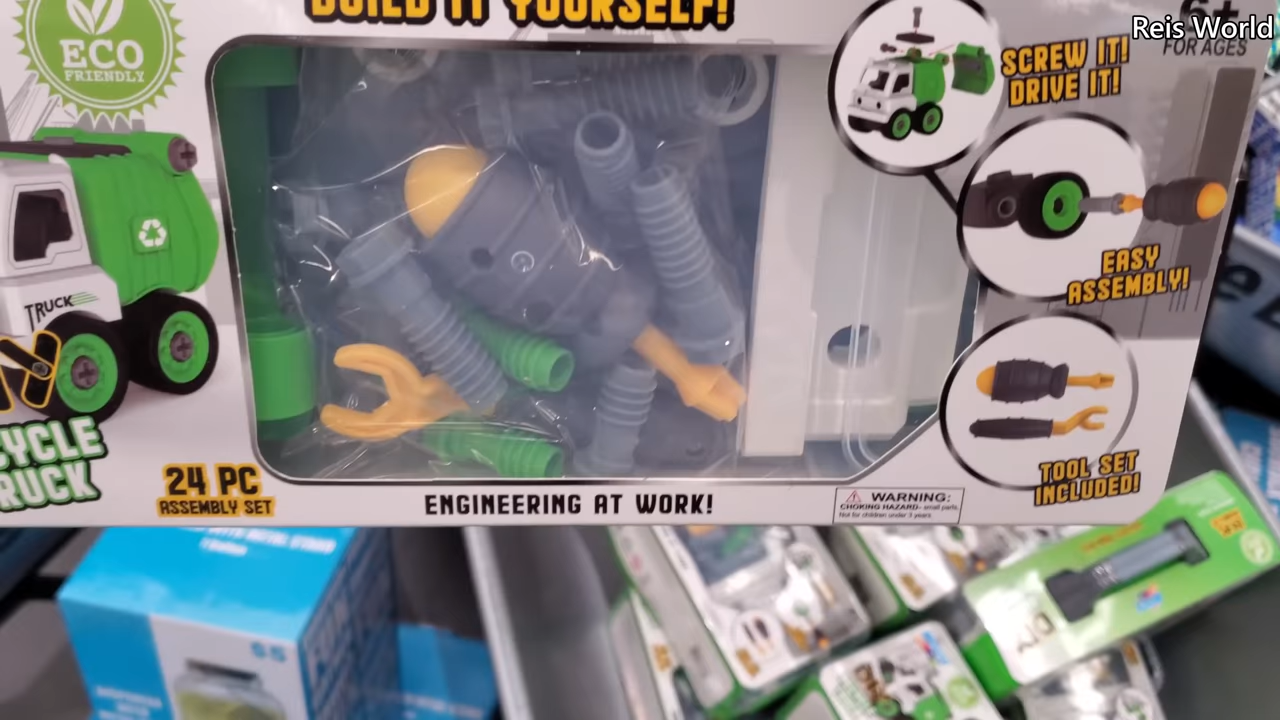 BUILD IT YOURSELF!
Reis World
6+
FOR AGES
ECO
FRIENDLY
SCREW IT!
DRIVE IT!
EASY
ASSEMBLY!
TRUCK
CYCLE
RUCK
24 PC
ASSEMBLY SET
ENGINEERING AT WORK!
WARNING:
CHOKING HAZARD- small parts.
Not for children under 3 years
TOOL SET
INCLUDED!